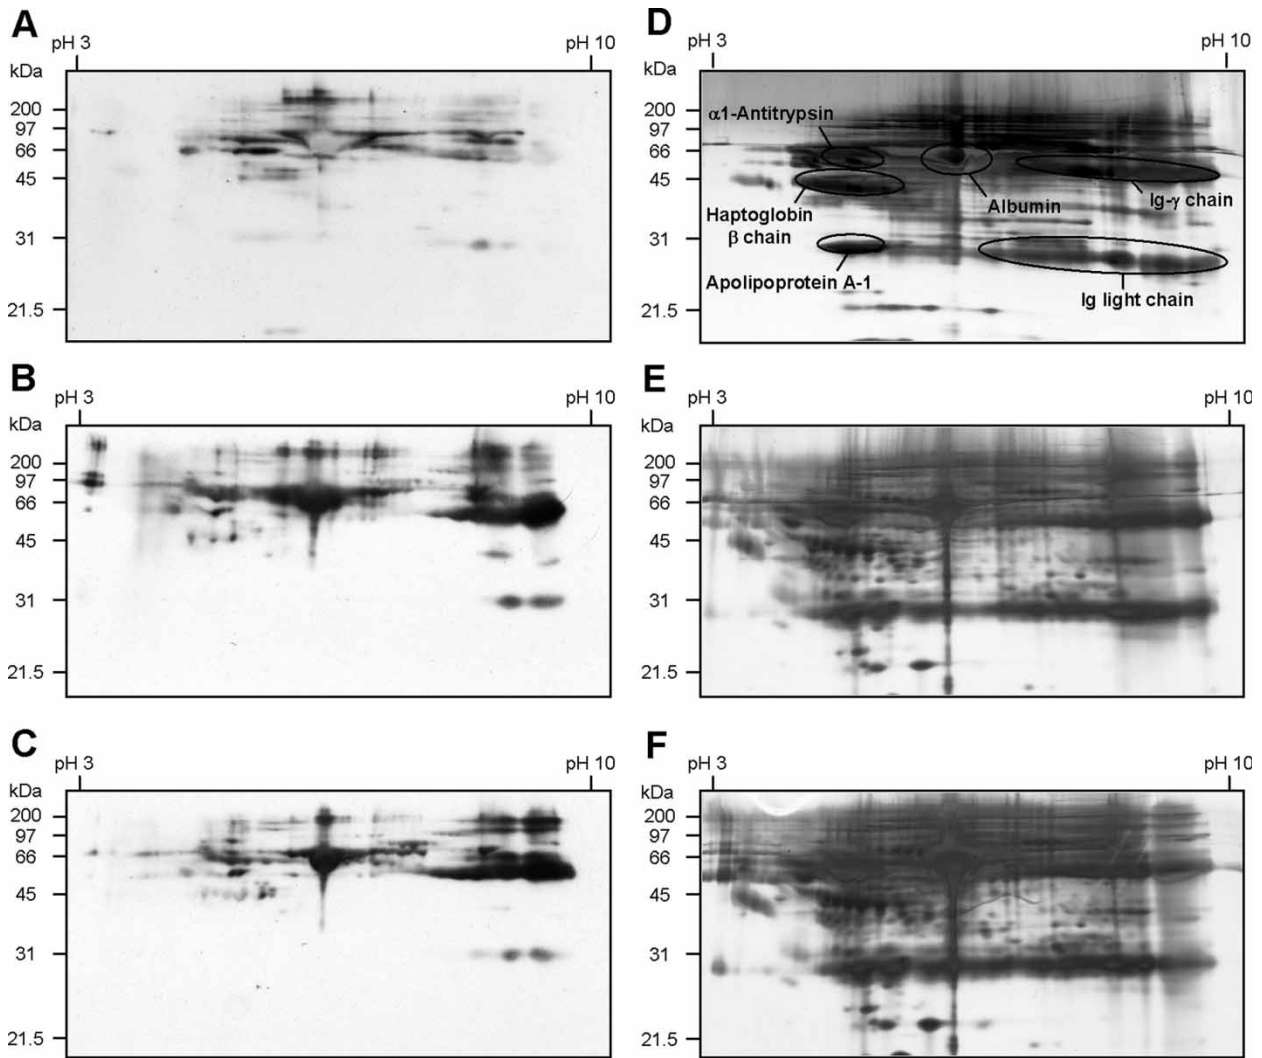 A
pH 3
pH 10
kDa
200
97
66
45
31
21.5
D
pH 3
pH 10
kDa
200
97
66
45
31
21.5
α1-Antitrypsin
Haptoglobin
β chain
Apolipoprotein A-1
Albumin
Ig-γ chain
Ig light chain
B
pH 3
pH 10
kDa
200
97
66
45
31
21.5
E
pH 3
pH 10
kDa
200
97
66
45
31
21.5
C
pH 3
pH 10
kDa
200
97
66
45
31
21.5
F
pH 3
pH 10
kDa
200
97
66
45
31
21.5